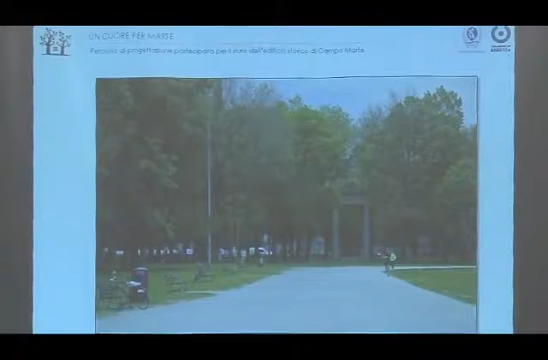 UN CUORE PER MARTE
Percorso di progettazione partecipata per il riuso dell'edificio storico di Campo Marte